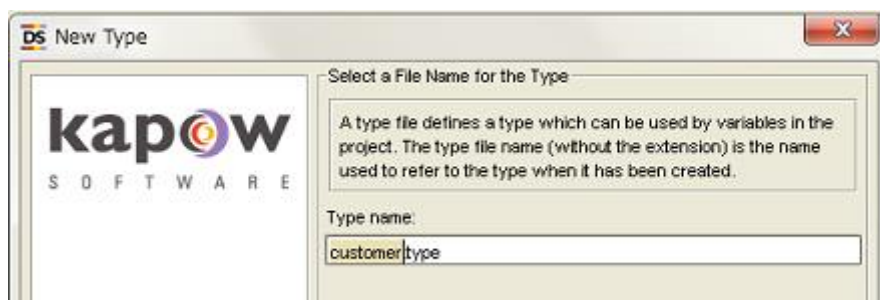 DS New Type
Select a File Name for the Type
kapow
SOFTWARE
A type file defines a type which can be used by variables in the
project. The type file name (without the extension) is the name
used to refer to the type when it has been created.
Type name:
customer.type